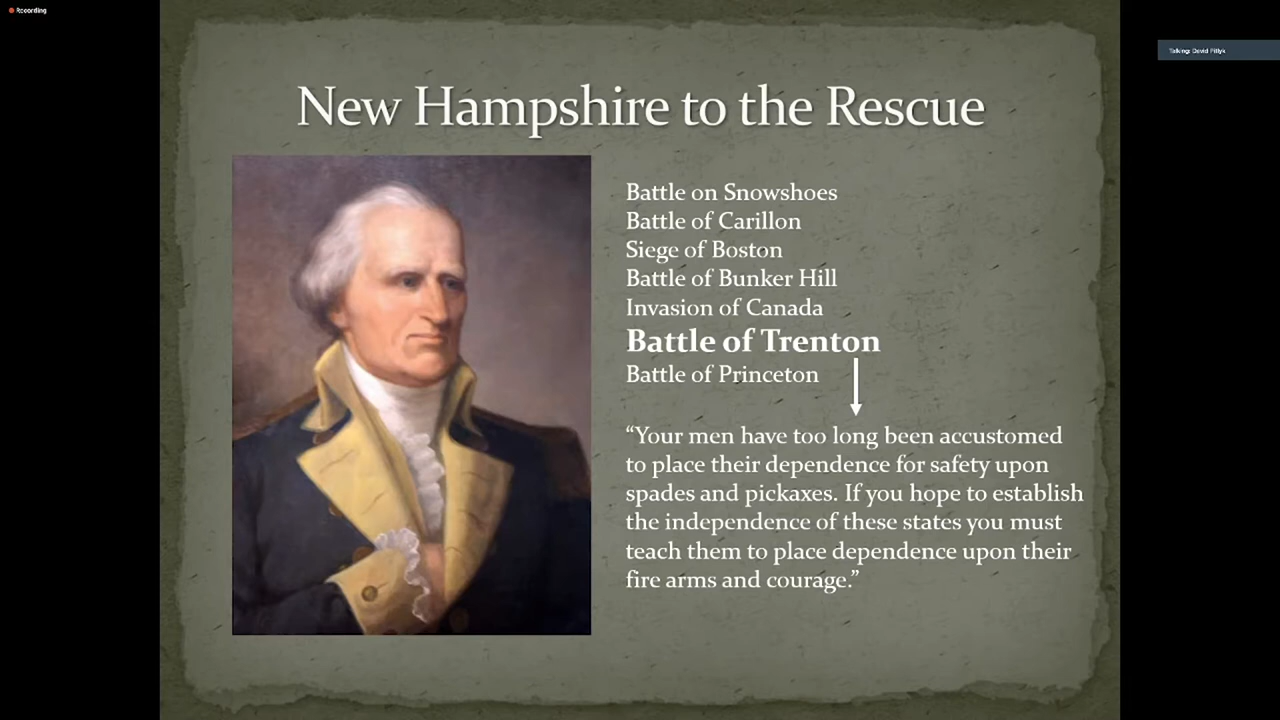 Recording
Talking: David Pillyk
New Hampshire to the Rescue
Battle on Snowshoes
Battle of Carillon
Siege of Boston
Battle of Bunker Hill
Invasion of Canada
Battle of Trenton
Battle of Princeton
“Your men have too long been accustomed
to place their dependence for safety upon
spades and pickaxes. If you hope to establish
the independence of these states you must
teach them to place dependence upon their
fire arms and courage.”